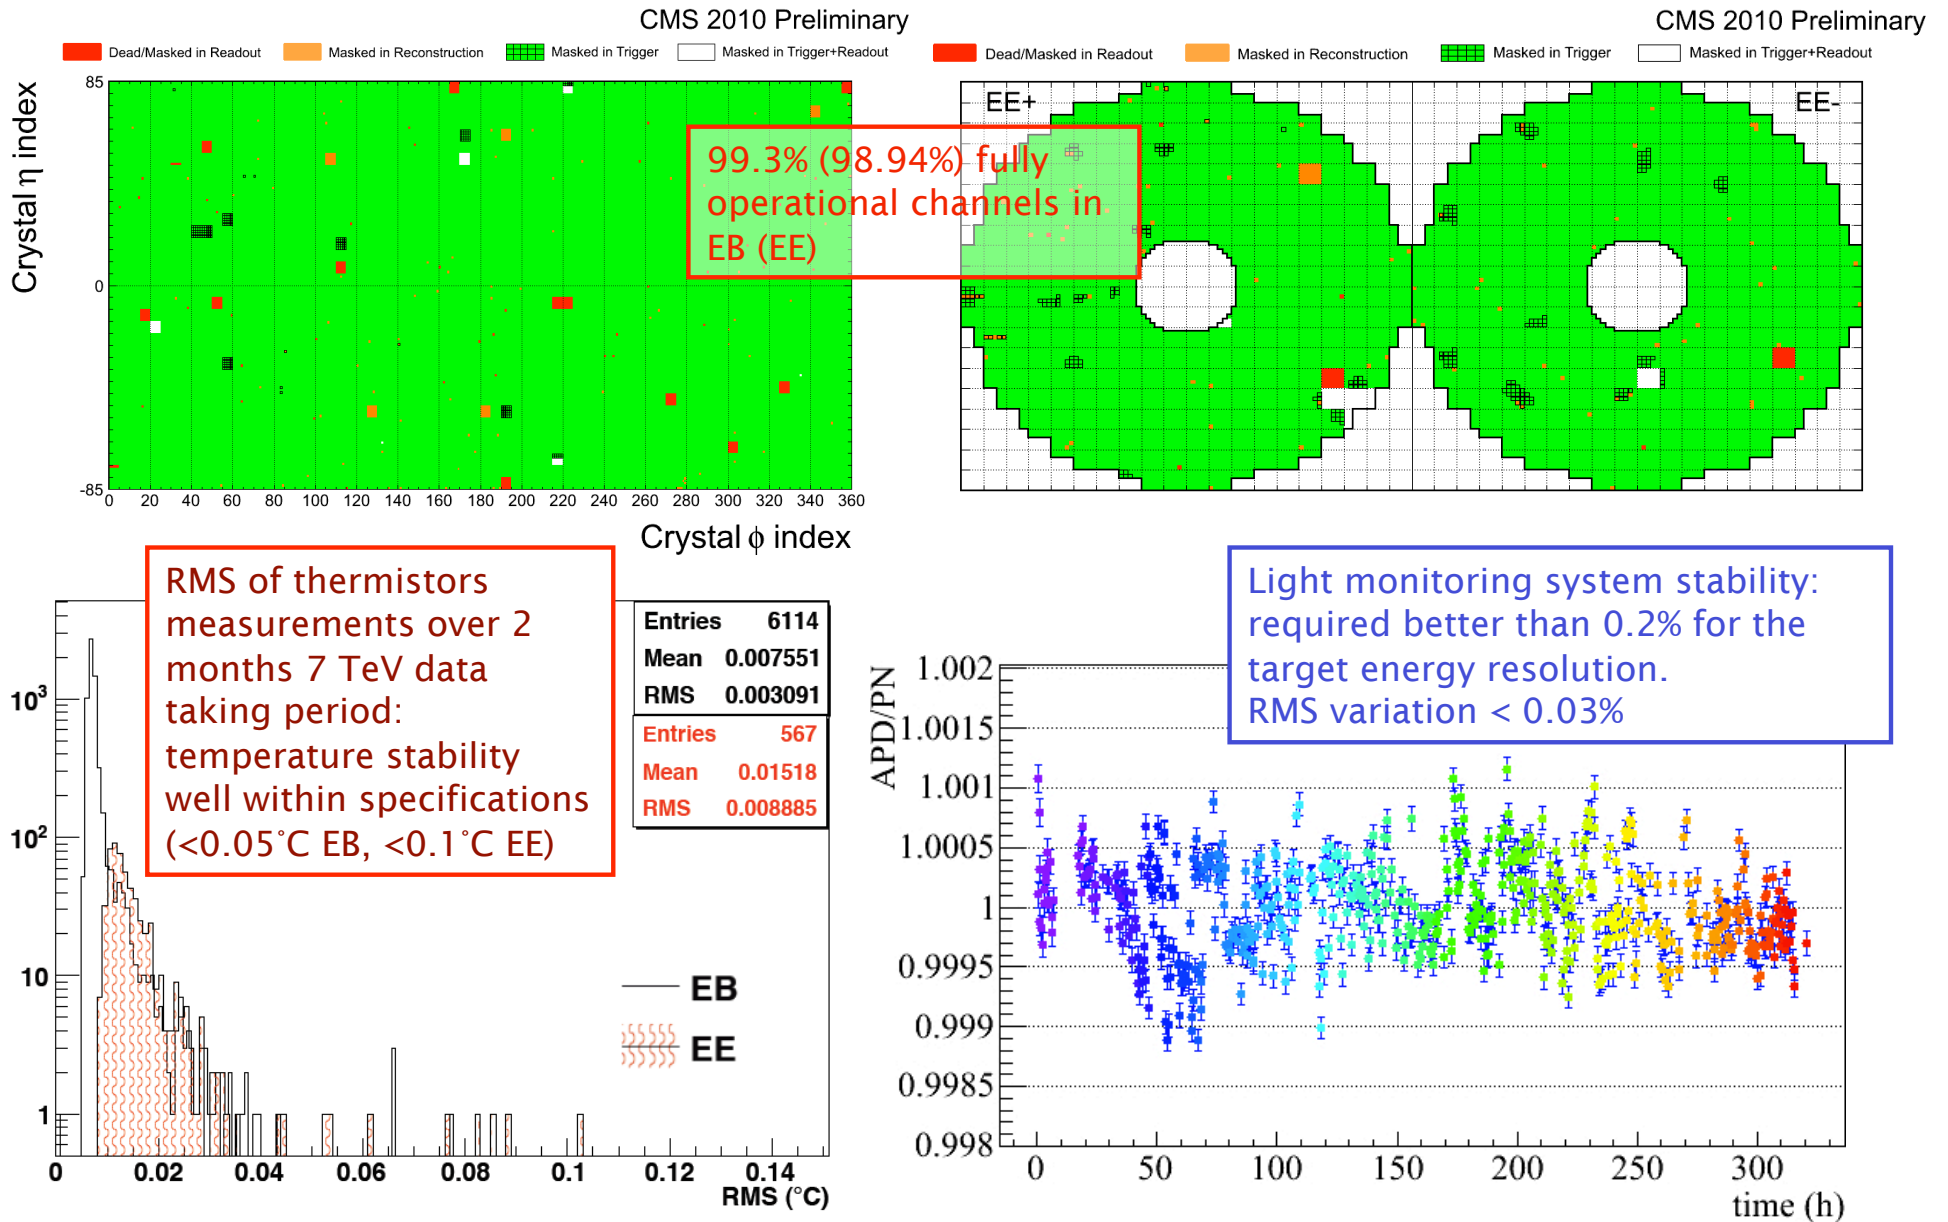 CMS 2010 Preliminary
Dead/Masked in Readout
Masked in Reconstruction
Masked in Trigger
Masked in Trigger+Readout
Crystal η index
85
0
-85
0 20 40 60 80 100 120 140 160 180 200 220 240 260 280 300 320 340 360
Crystal ϕ index
CMS 2010 Preliminary
Dead/Masked in Readout
Masked in Reconstruction
Masked in Trigger
Masked in Trigger+Readout
EE+
EE-
99.3% (98.94%) fully
operational channels in
EB (EE)
RMS of thermistors
measurements over 2
months 7 TeV data
taking period:
temperature stability
well within specifications
(<0.05˚C EB, <0.1˚C EE)
Entries 6114
Mean 0.007551
RMS 0.003091
Entries 567
Mean 0.01518
RMS 0.008885
10³
10²
10
1
EB
EE
0 0.02 0.04 0.06 0.08 0.1 0.12 0.14
RMS (°C)
Light monitoring system stability:
required better than 0.2% for the
target energy resolution.
RMS variation < 0.03%
APD/PN
1.002
1.0015
1.001
1.0005
1
0.9995
0.999
0.9985
0.998
0 50 100 150 200 250 300
time (h)